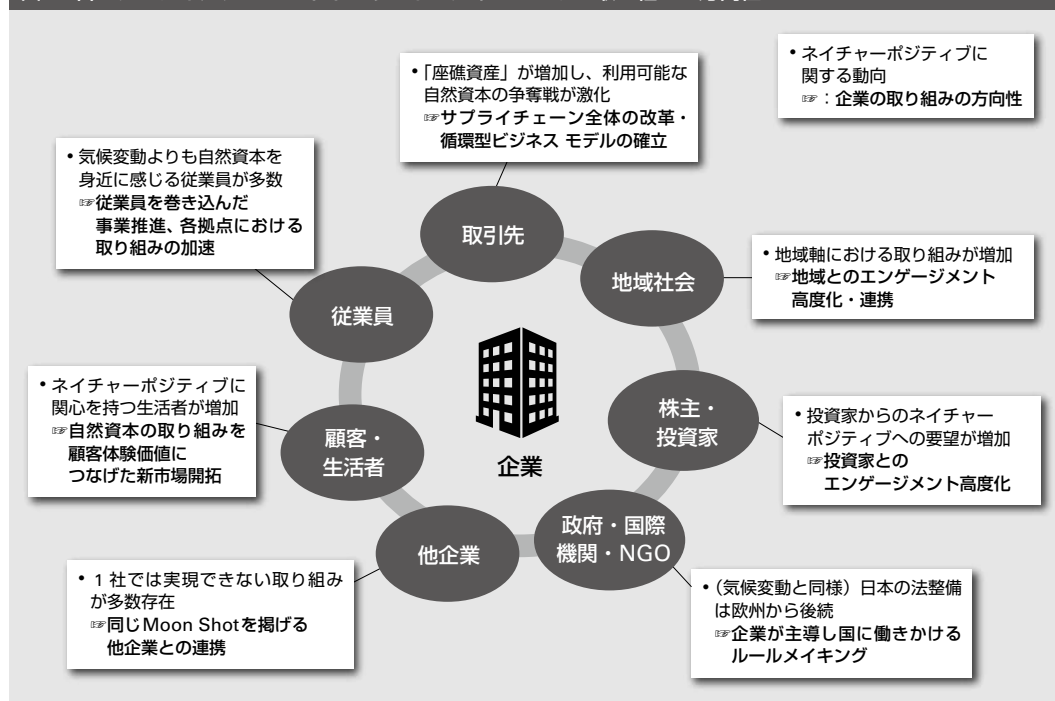 • ネイチャーポジティブに
関する動向
☞：企業の取り組みの方向性
• 「座礁資産」が増加し、利用可能な
自然資本の争奪戦が激化
☞サプライチェーン全体の改革・
循環型ビジネス モデルの確立
• 気候変動よりも自然資本を
身近に感じる従業員が多数
☞従業員を巻き込んだ
事業推進、各拠点における
取り組みの加速
取引先
地域社会
• 地域軸における取り組みが増加
☞地域とのエンゲージメント
高度化・連携
従業員
• ネイチャーポジティブに
関心を持つ生活者が増加
☞自然資本の取り組みを
顧客体験価値に
つなげた新市場開拓
顧客・
生活者
企業
株主・
投資家
• 投資家からのネイチャー
ポジティブへの要望が増加
☞投資家との
エンゲージメント高度化
他企業
政府・国際
機関・NGO
• 1 社では実現できない取り組み
が多数存在
☞同じMoon Shotを掲げる
他企業との連携
• （気候変動と同様）日本の法整備
は欧州から後続
☞企業が主導し国に働きかける
ルールメイキング